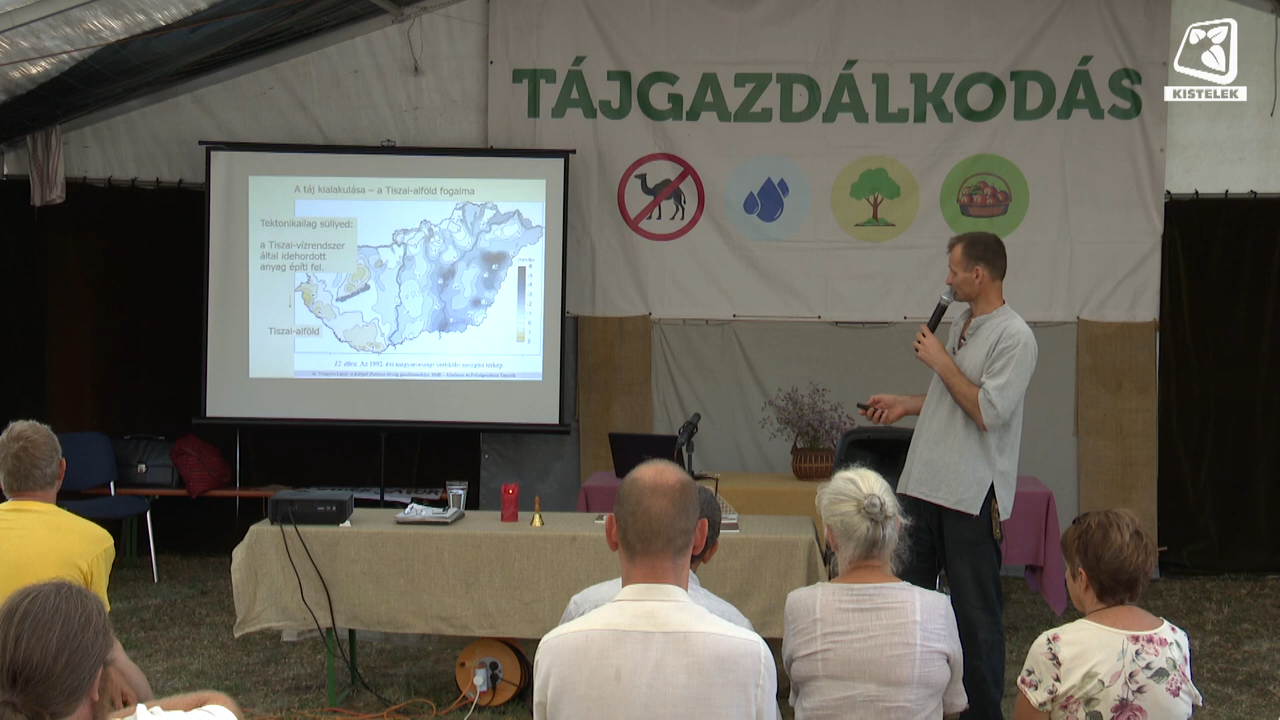 TÁJGAZDÁLKODÁS
KISTELEK
A táj kialakulása – a Tiszai-alföld fogalma
Tektonikailag süllyed:
a Tiszai-vízrendszer
által idehordott
anyag építi fel.
Tiszai-alföld